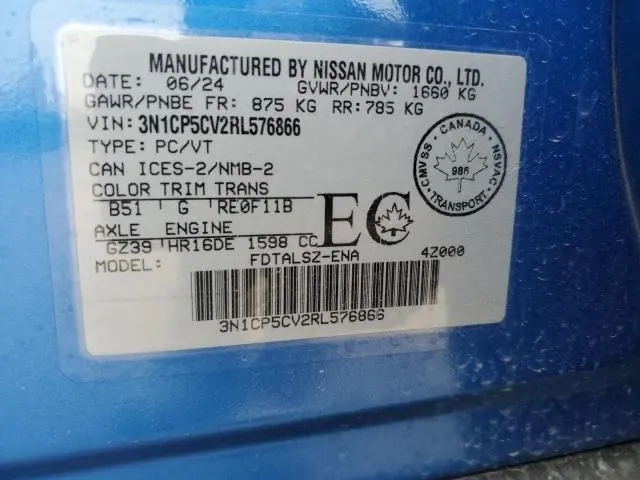 MANUFACTURED BY NISSAN MOTOR CO., LTD.
DATE: 06/24 GVWR/PNBV: 1660 KG
GAWR/PNBE FR: 875 KG RR: 785 KG
VIN: 3N1CP5CV2RL576866
TYPE: PC/VT
CAN ICES-2/NMB-2
COLOR TRIM TRANS
B51 G RE0F11B
AXLE ENGINE
GZ39 HR16DE 1598 CC
MODEL: FDTALSZ-ENA 4Z000
EC
CANADA
CMVSS NSVAC
986
TRANSPORT
3N1CP5CV2RL576866